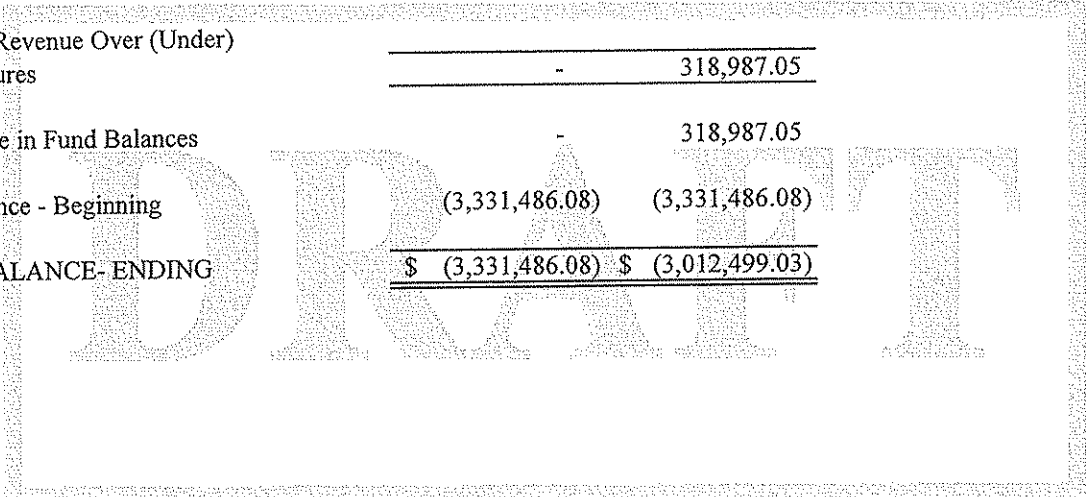 Revenue Over (Under)
ures - 318,987.05
e in Fund Balances - 318,987.05
nce - Beginning (3,331,486.08) (3,331,486.08)
ALANCE- ENDING $ (3,331,486.08) $ (3,012,499.03)
DRAFT